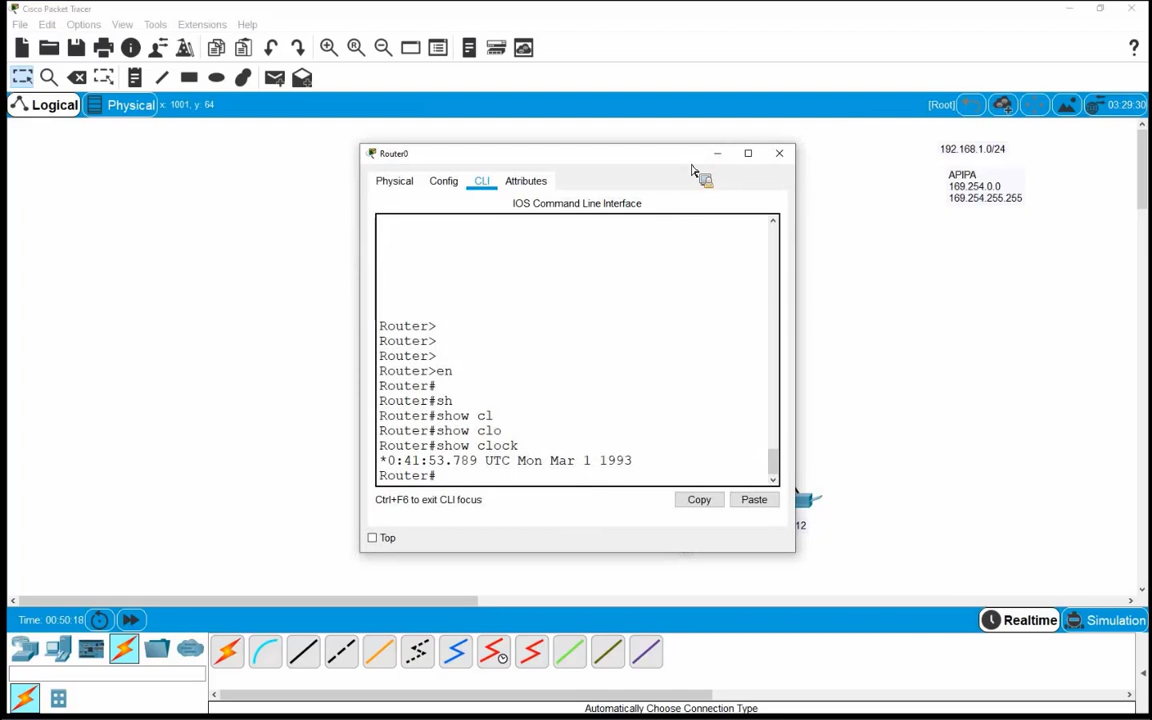 Cisco Packet Tracer
File Edit Options View Tools Extensions Help
?
Logical Physical x: 1001, y: 64 [Root] 03:29:30
192.168.1.0/24
APIPA
169.254.0.0
169.254.255.255
Router0
Physical Config CLI Attributes
IOS Command Line Interface
Router>
Router>
Router>
Router>en
Router#
Router#sh
Router#show cl
Router#show clo
Router#show clock
*0:41:53.789 UTC Mon Mar 1 1993
Router#
Ctrl+F6 to exit CLI focus Copy Paste
12
Top
Time: 00:50:18 Realtime Simulation
Automatically Choose Connection Type